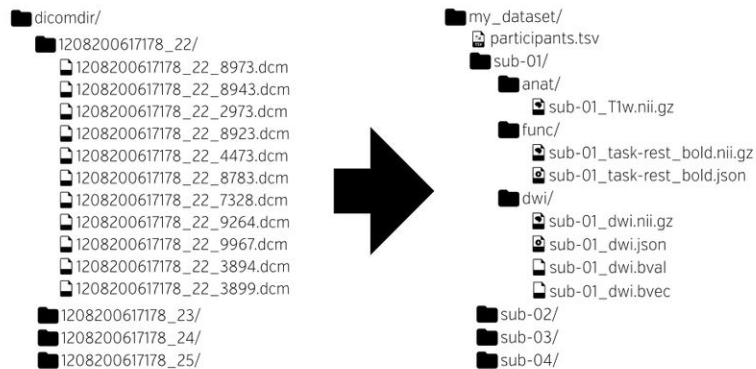 dicomdir/
1208200617178_22/
1208200617178_22_8973.dcm
1208200617178_22_8943.dcm
1208200617178_22_2973.dcm
1208200617178_22_8923.dcm
1208200617178_22_4473.dcm
1208200617178_22_8783.dcm
1208200617178_22_7328.dcm
1208200617178_22_9264.dcm
1208200617178_22_9967.dcm
1208200617178_22_3894.dcm
1208200617178_22_3899.dcm
1208200617178_23/
1208200617178_24/
1208200617178_25/
my_dataset/
participants.tsv
sub-01/
anat/
sub-01_T1w.nii.gz
func/
sub-01_task-rest_bold.nii.gz
sub-01_task-rest_bold.json
dwi/
sub-01_dwi.nii.gz
sub-01_dwi.json
sub-01_dwi.bval
sub-01_dwi.bvec
sub-02/
sub-03/
sub-04/